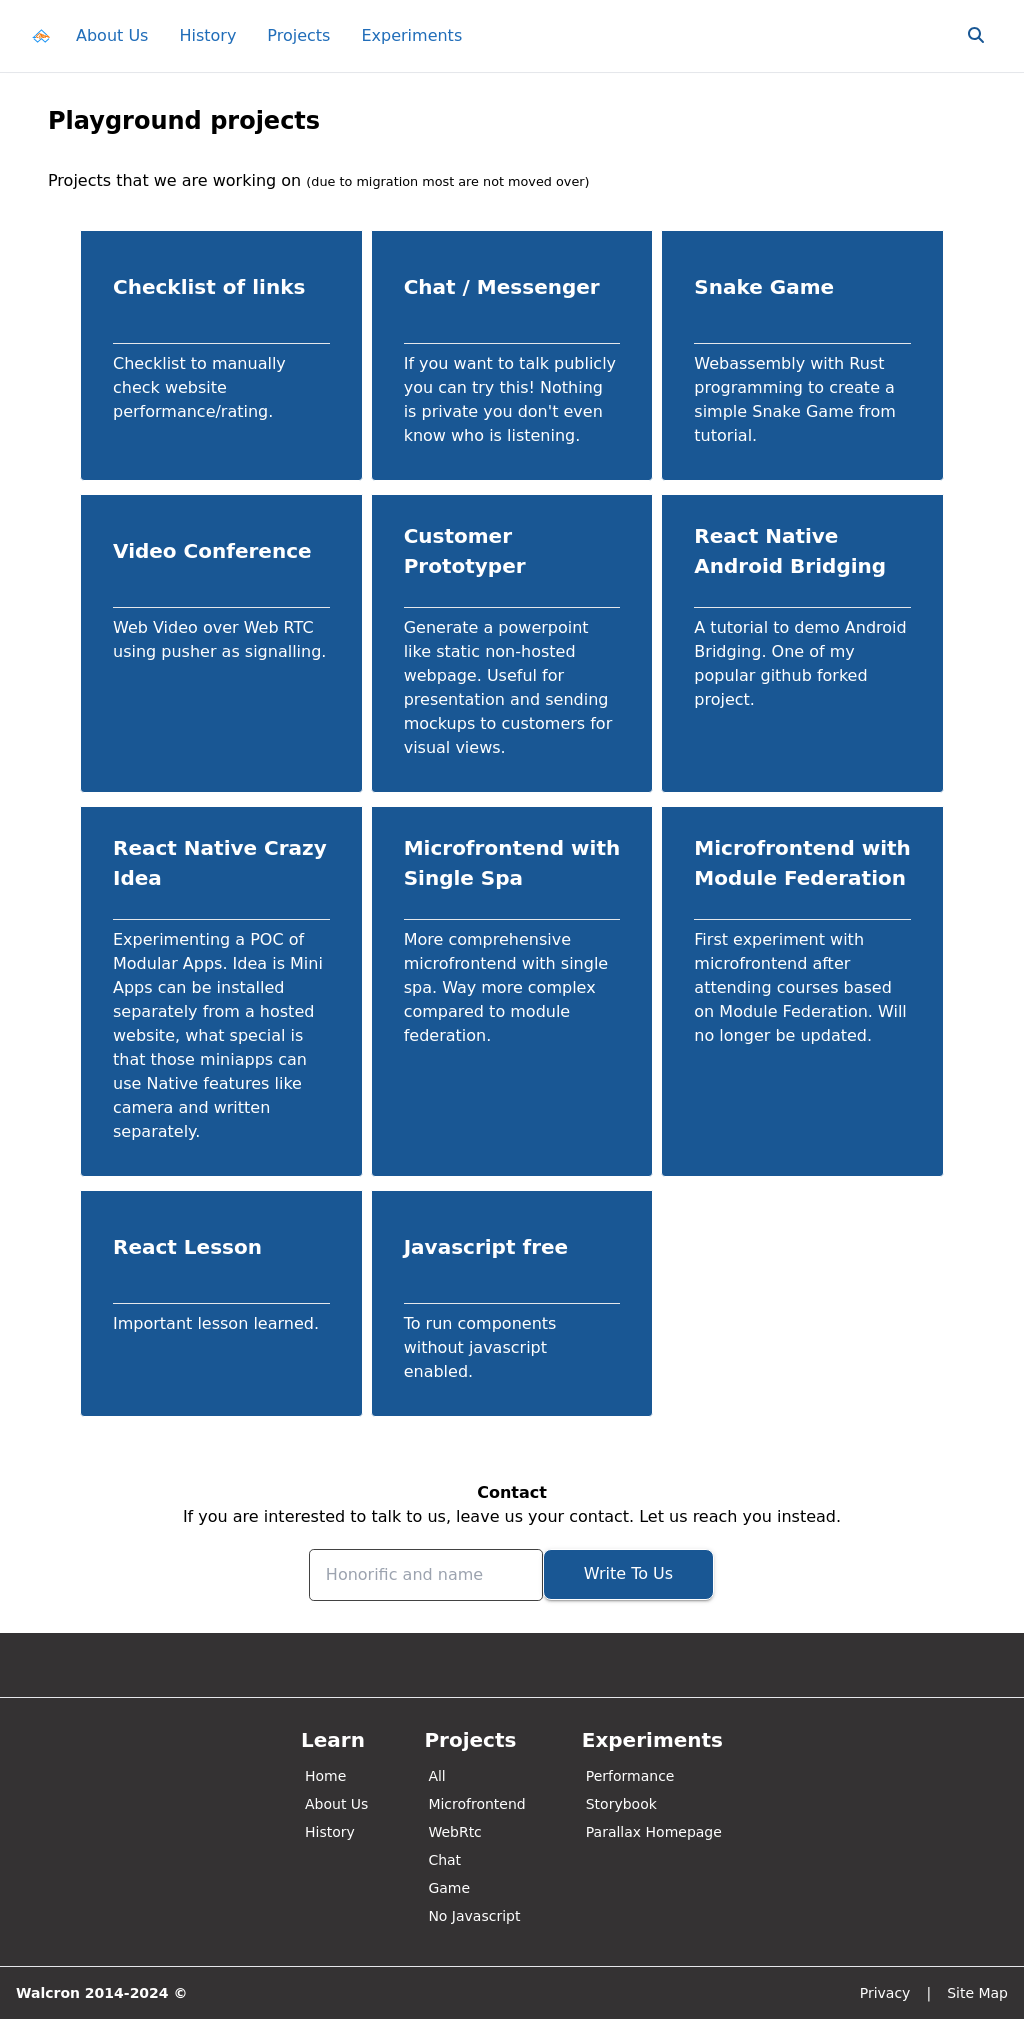 About Us
History
Projects
Experiments
Playground projects
Projects that we are working on (due to migration most are not moved over)
Checklist of links
Checklist to manually
check website
performance/rating.
Chat / Messenger
If you want to talk publicly
you can try this! Nothing
is private you don't even
know who is listening.
Snake Game
Webassembly with Rust
programming to create a
simple Snake Game from
tutorial.
Video Conference
Web Video over Web RTC
using pusher as signalling.
Customer
Prototyper
Generate a powerpoint
like static non-hosted
webpage. Useful for
presentation and sending
mockups to customers for
visual views.
React Native
Android Bridging
A tutorial to demo Android
Bridging. One of my
popular github forked
project.
React Native Crazy
Idea
Experimenting a POC of
Modular Apps. Idea is Mini
Apps can be installed
separately from a hosted
website, what special is
that those miniapps can
use Native features like
camera and written
separately.
Microfrontend with
Single Spa
More comprehensive
microfrontend with single
spa. Way more complex
compared to module
federation.
Microfrontend with
Module Federation
First experiment with
microfrontend after
attending courses based
on Module Federation. Will
no longer be updated.
React Lesson
Important lesson learned.
Javascript free
To run components
without javascript
enabled.
Contact
If you are interested to talk to us, leave us your contact. Let us reach you instead.
Honorific and name
Write To Us
Learn
Home
About Us
History
Projects
All
Microfrontend
WebRtc
Chat
Game
No Javascript
Experiments
Performance
Storybook
Parallax Homepage
Walcron 2014-2024 ©
Privacy | Site Map